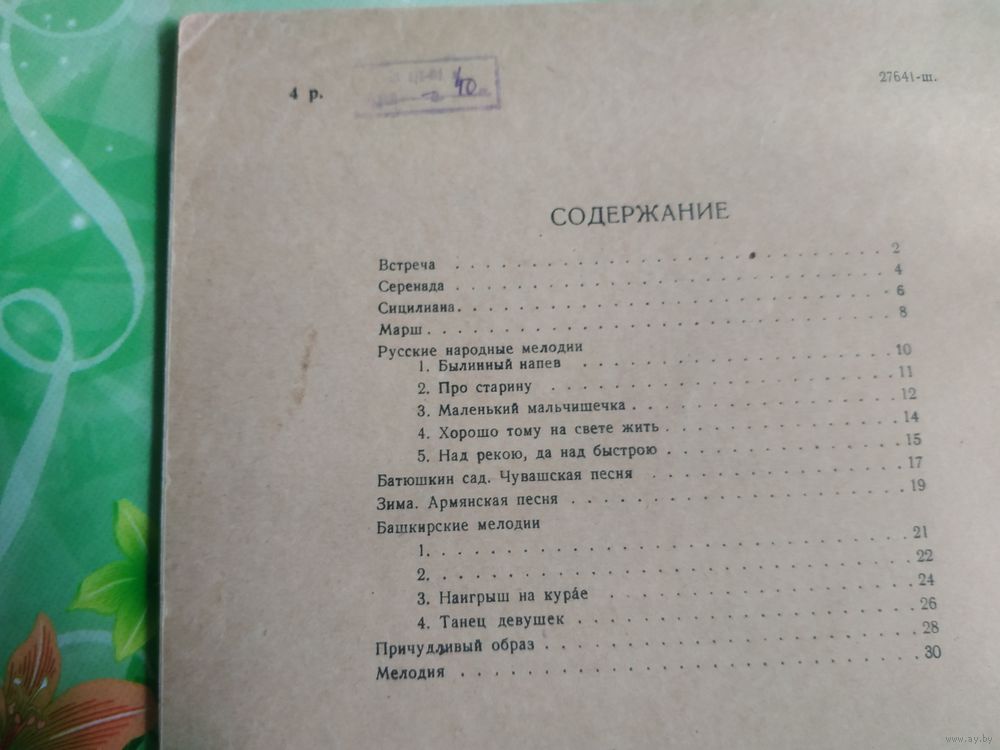 4 р.
40
27641-ш.
СОДЕРЖАНИЕ
Встреча . . . . . . . . . . 2
Серенада . . . . . . . . . . 4
Сицилиана . . . . . . . . . . 6
Марш . . . . . . . . . . 8
Русские народные мелодии
1. Былинный напев . . . . . . . . . . 10
2. Про старину . . . . . . . . . . 11
3. Маленький мальчишечка . . . . . . . . . . 12
4. Хорошо тому на свете жить . . . . . . . . . . 14
5. Над рекою, да над быстрою . . . . . . . . . . 15
Батюшкин сад. Чувашская песня . . . . . . . . . . 17
Зима. Армянская песня . . . . . . . . . . 19
Башкирские мелодии
1. . . . . . . . . . . 21
2. . . . . . . . . . . 22
3. Наигрыш на курáе . . . . . . . . . . 24
4. Танец девушек . . . . . . . . . . 26
Причудливый образ . . . . . . . . . . 28
Мелодия . . . . . . . . . . 30
www.ay.by